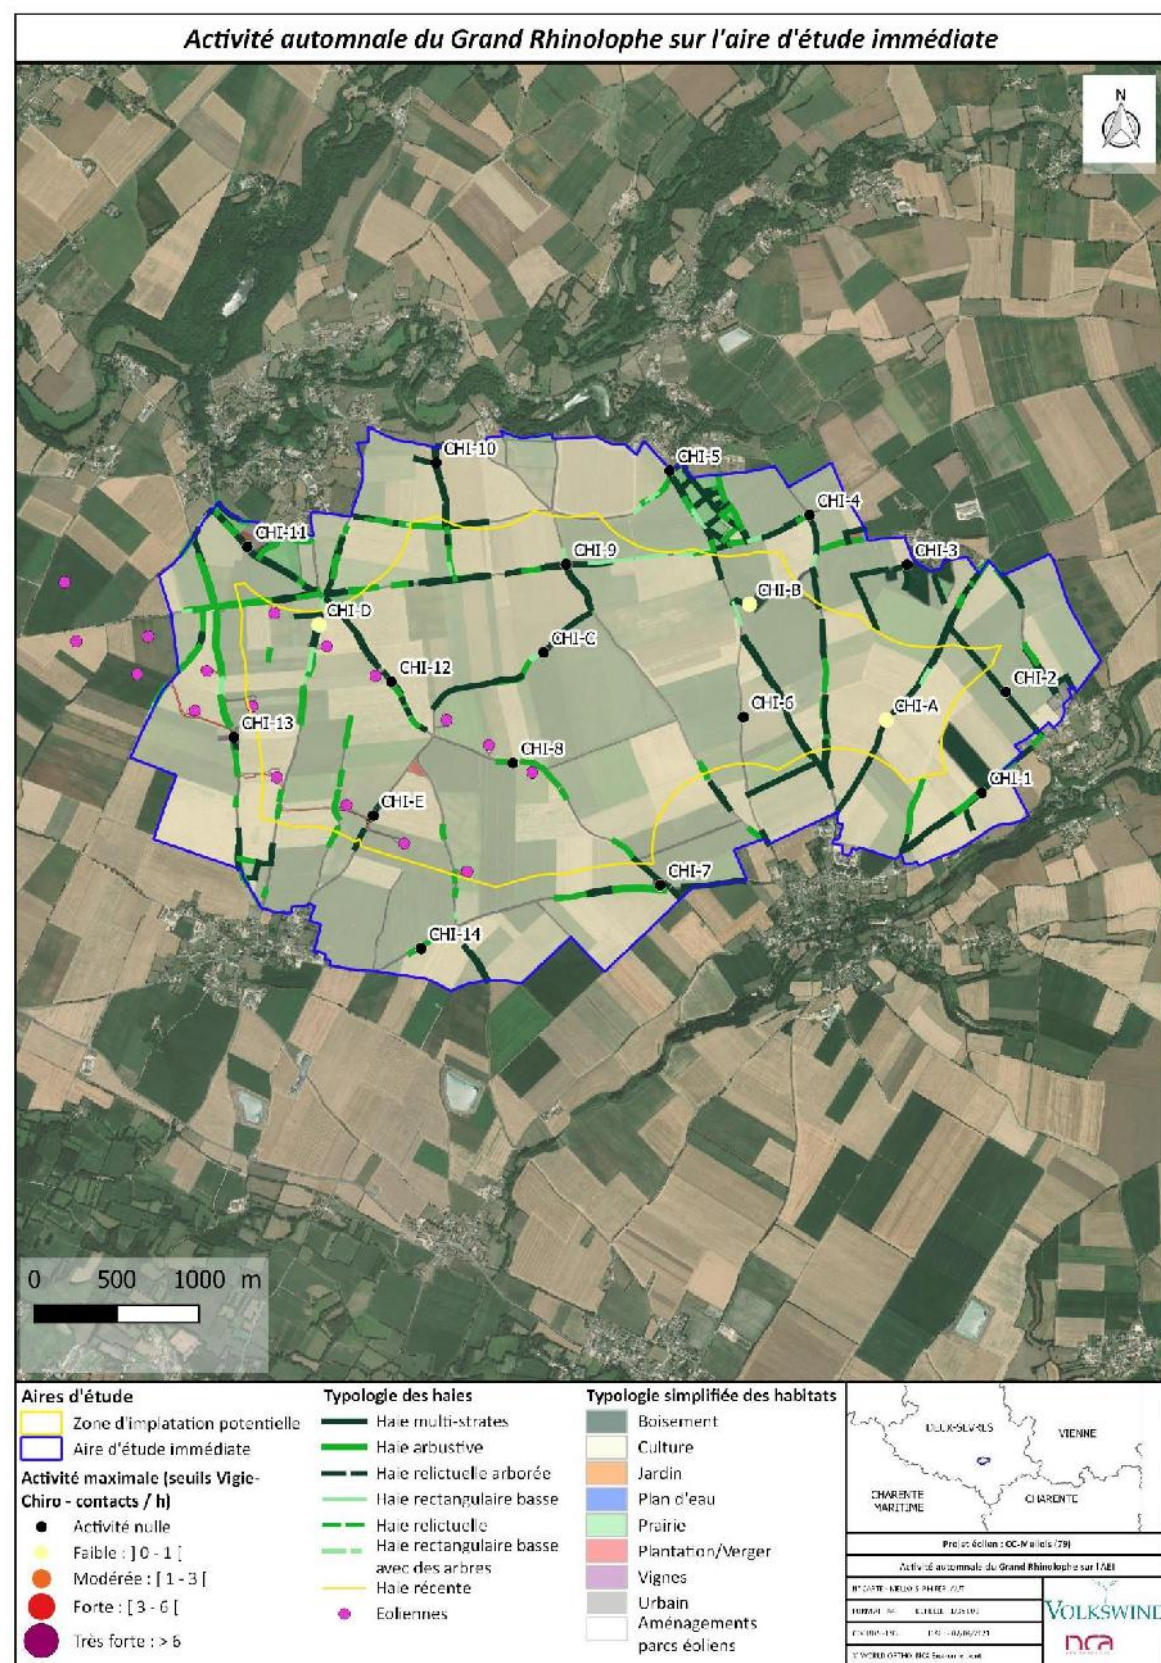 Activité automnale du Grand Rhinolophe sur l'aire d'étude immédiate
N
CHI-10
CHI-5
CHI-4
CHI-11
CHI-9
CHI-3
CHI-B
CHI-D
CHI-C
CHI-12
CHI-2
CHI-6
CHI-A
CHI-13
CHI-8
CHI-1
CHI-E
CHI-7
CHI-14
0 500 1000 m
Aires d'étude
Zone d'implatation potentielle
Aire d'étude immédiate
Activité maximale (seuils Vigie-
Chiro - contacts / h)
Activité nulle
Faible : ] 0 - 1 [
Modérée : [ 1 - 3 [
Forte : [ 3 - 6 [
Très forte : > 6
Typologie des haies
Haie multi-strates
Haie arbustive
Haie relictuelle arborée
Haie rectangulaire basse
Haie relictuelle
Haie rectangulaire basse
avec des arbres
Haie récente
Eoliennes
Typologie simplifiée des habitats
Boisement
Culture
Jardin
Plan d'eau
Prairie
Plantation/Verger
Vignes
Urbain
Aménagements
parcs éoliens
DEUX-SEVRES
VIENNE
CHARENTE
MARITIME
CHARENTE
Projet éolien : CC-Mellois (79)
Activité automnale du Grand Rhinolophe sur l'AEI
VOLKSWIND
nca